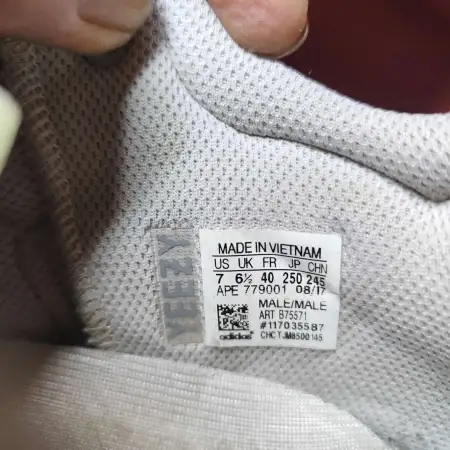 YEEZY
MADE IN VIETNAM
US UK FR JP CHN
7 6½ 40 250 245
APE 779001 08/17
MALE/MALE
ART B75571
#117035587
adidas CHCTJM8500145